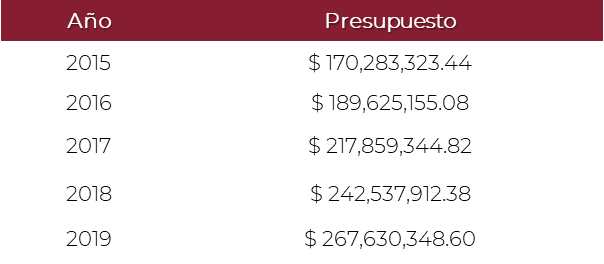 Año Presupuesto
2015 $ 170,283,323.44
2016 $ 189,625,155.08
2017 $ 217,859,344.82
2018 $ 242,537,912.38
2019 $ 267,630,348.60